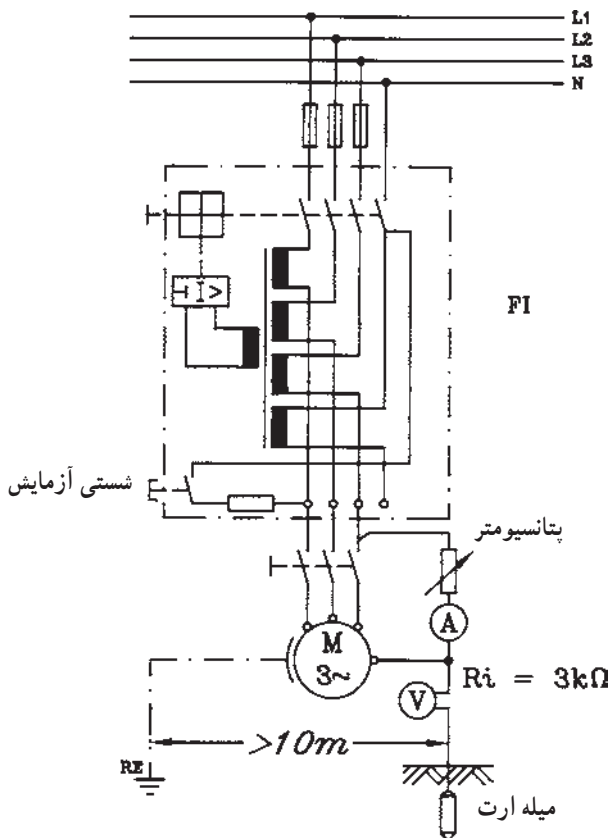 L1
L2
L3
N
I >
FI
شستی آزمایش
پتانسیومتر
A
M
3~
Ri = 3kΩ
V
>10m
RE
میله ارت